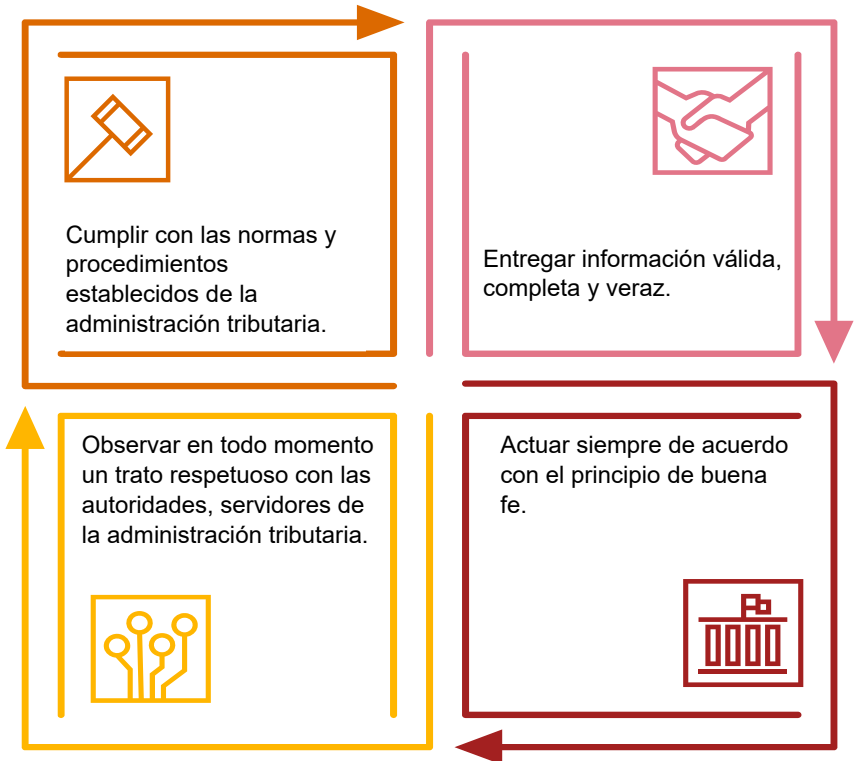 Cumplir con las normas y
procedimientos
establecidos de la
administración tributaria.
Entregar información válida,
completa y veraz.
Observar en todo momento
un trato respetuoso con las
autoridades, servidores de
la administración tributaria.
Actuar siempre de acuerdo
con el principio de buena
fe.